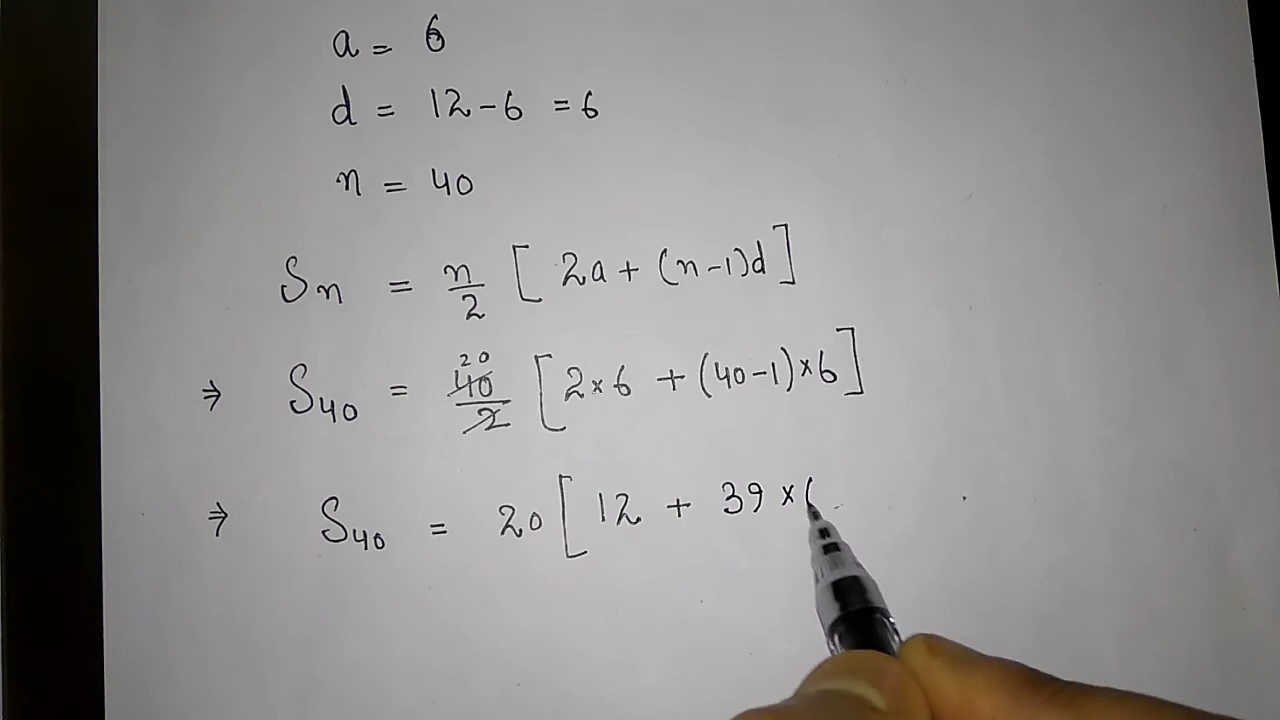 a = 6
d = 12 - 6 = 6
n = 40
Sn = n/2 [ 2a + (n-1)d ]
⇒ S40 = 20 40/2 [ 2 × 6 + (40-1) × 6 ]
⇒ S40 = 20 [ 12 + 39 × 6